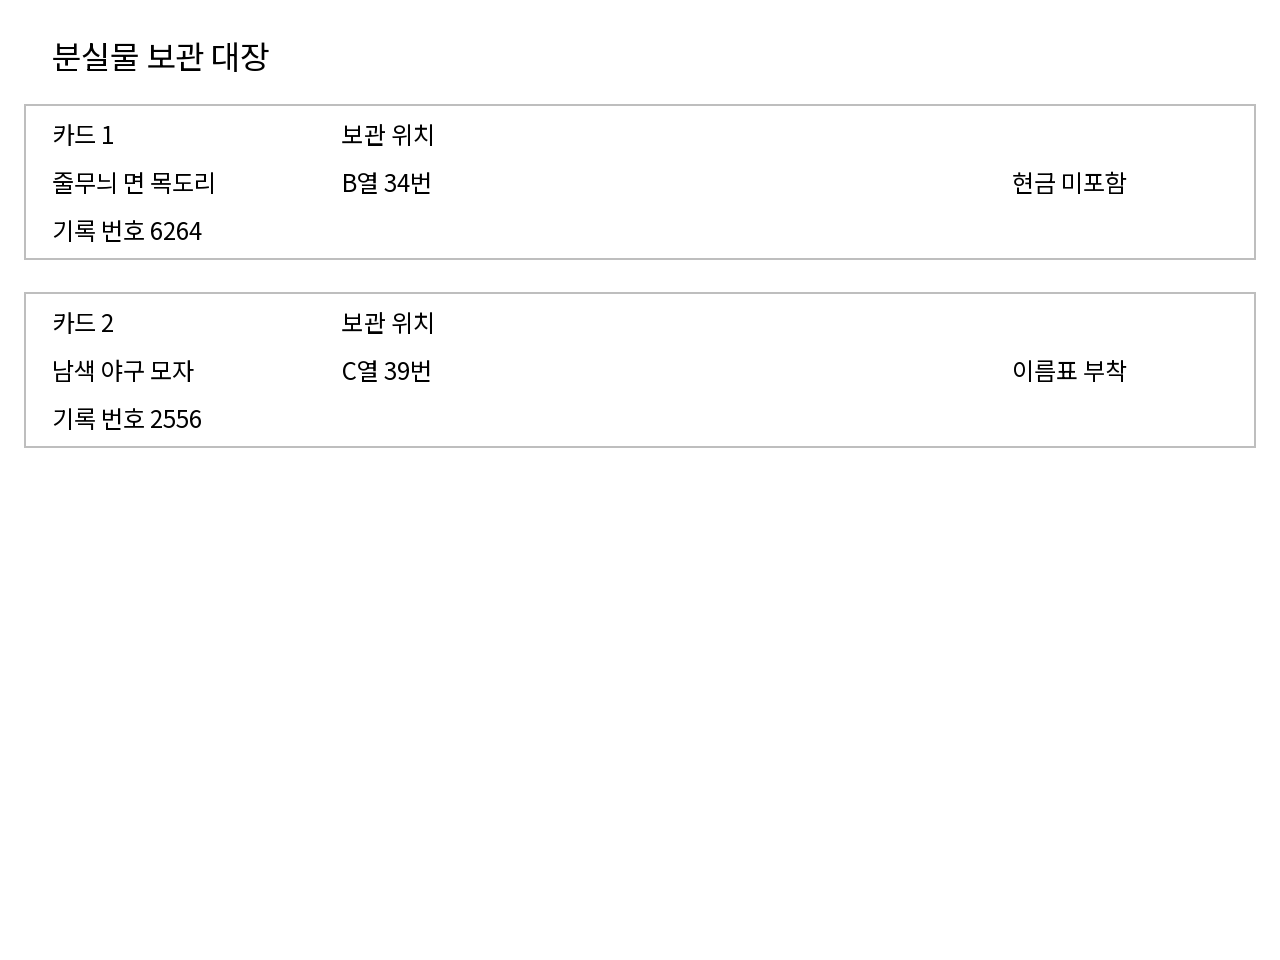 분실물 보관 대장
카드 1 보관 위치
줄무늬 면 목도리 B열 34번 현금 미포함
기록 번호 6264
카드 2 보관 위치
남색 야구 모자 C열 39번 이름표 부착
기록 번호 2556